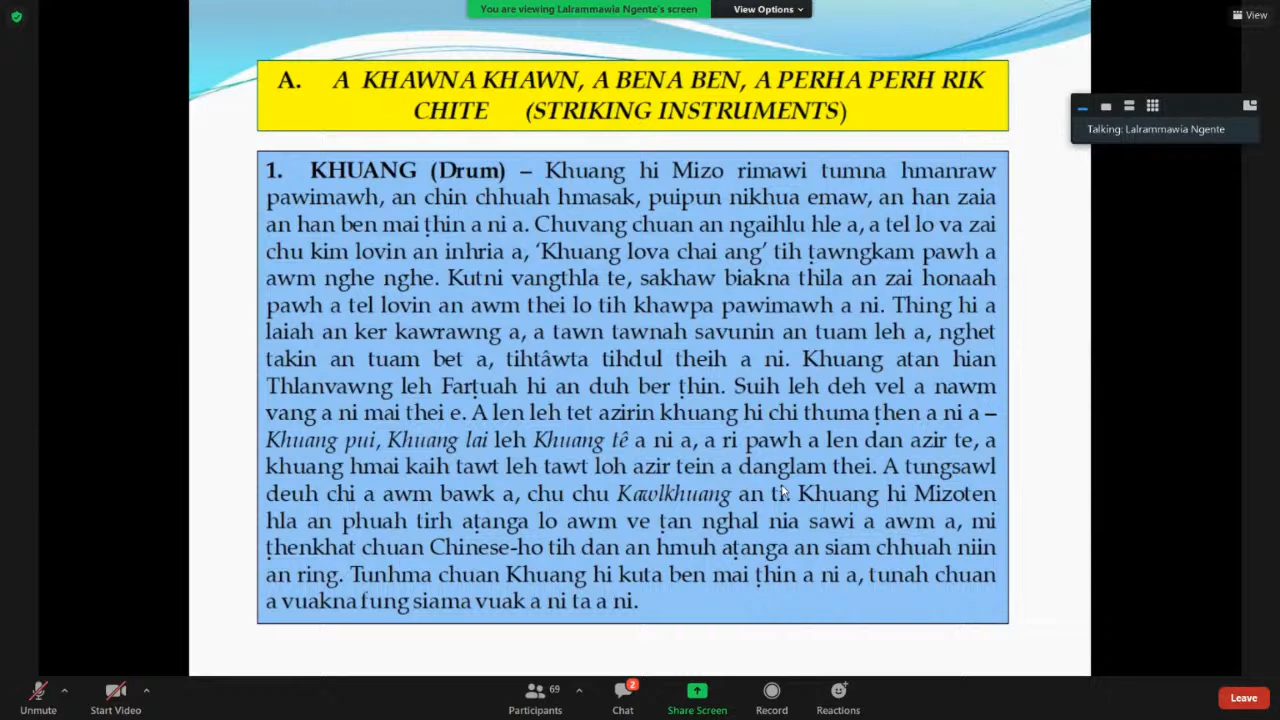 You are viewing Lalrammawia Ngente's screen
View Options
View
A. A KHAWNA KHAWN, A BENA BEN, A PERHA PERH RIK
CHITE (STRIKING INSTRUMENTS)
Talking: Lalrammawia Ngente
1. KHUANG (Drum) – Khuang hi Mizo rimawi tumna hmanraw
pawimawh, an chin chhuah hmasak, puipun nikhua emaw, an han zaia
an han ben mai ṭhin a ni a. Chuvang chuan an ngaihlu hle a, a tel lo va zai
chu kim lovin an inhria a, ‘Khuang lova chai ang’ tih ṭawngkam pawh a
awm nghe nghe. Kutni vangthla te, sakhaw biakna thila an zai honaah
pawh a tel lovin an awm thei lo tih khawpa pawimawh a ni. Thing hi a
laiah an ker kawrawng a, a tawn tawnah savunin an tuam leh a, nghet
takin an tuam bet a, tihtâwta tihdul theih a ni. Khuang atan hian
Thlanvawng leh Farṭuah hi an duh ber ṭhin. Suih leh deh vel a nawm
vang a ni mai thei e. A len leh tet azirin khuang hi chi thuma ṭhen a ni a –
Khuang pui, Khuang lai leh Khuang tê a ni a, a ri pawh a len dan azir te, a
khuang hmai kaih tawt leh tawt loh azir tein a danglam thei. A tungsawl
deuh chi a awm bawk a, chu chu Kawlkhuang an ti. Khuang hi Mizoten
hla an phuah tirh aṭanga lo awm ve ṭan nghal nia sawi a awm a, mi
ṭhenkhat chuan Chinese-ho tih dan an hmuh aṭanga an siam chhuah niin
an ring. Tunhma chuan Khuang hi kuta ben mai ṭhin a ni a, tunah chuan
a vuakna fung siama vuak a ni ta a ni.
Unmute
Start Video
69
Participants
2
Chat
Share Screen
Record
Reactions
Leave